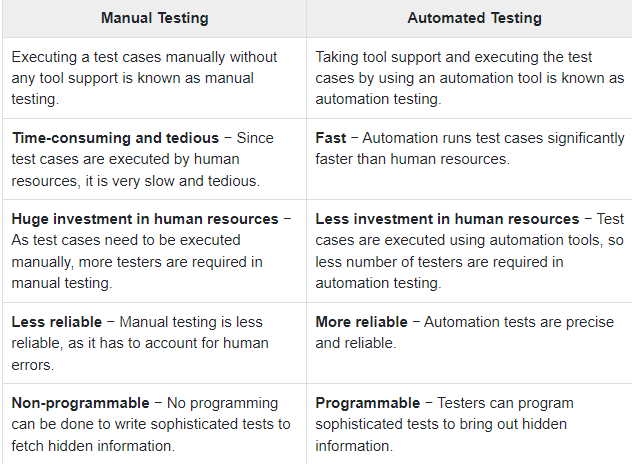 Manual Testing
Automated Testing
Executing a test cases manually without
any tool support is known as manual
testing.
Taking tool support and executing the test
cases by using an automation tool is known as
automation testing.
Time-consuming and tedious − Since
test cases are executed by human
resources, it is very slow and tedious.
Fast − Automation runs test cases significantly
faster than human resources.
Huge investment in human resources −
As test cases need to be executed
manually, more testers are required in
manual testing.
Less investment in human resources − Test
cases are executed using automation tools, so
less number of testers are required in
automation testing.
Less reliable − Manual testing is less
reliable, as it has to account for human
errors.
More reliable − Automation tests are precise
and reliable.
Non-programmable − No programming
can be done to write sophisticated tests to
fetch hidden information.
Programmable − Testers can program
sophisticated tests to bring out hidden
information.